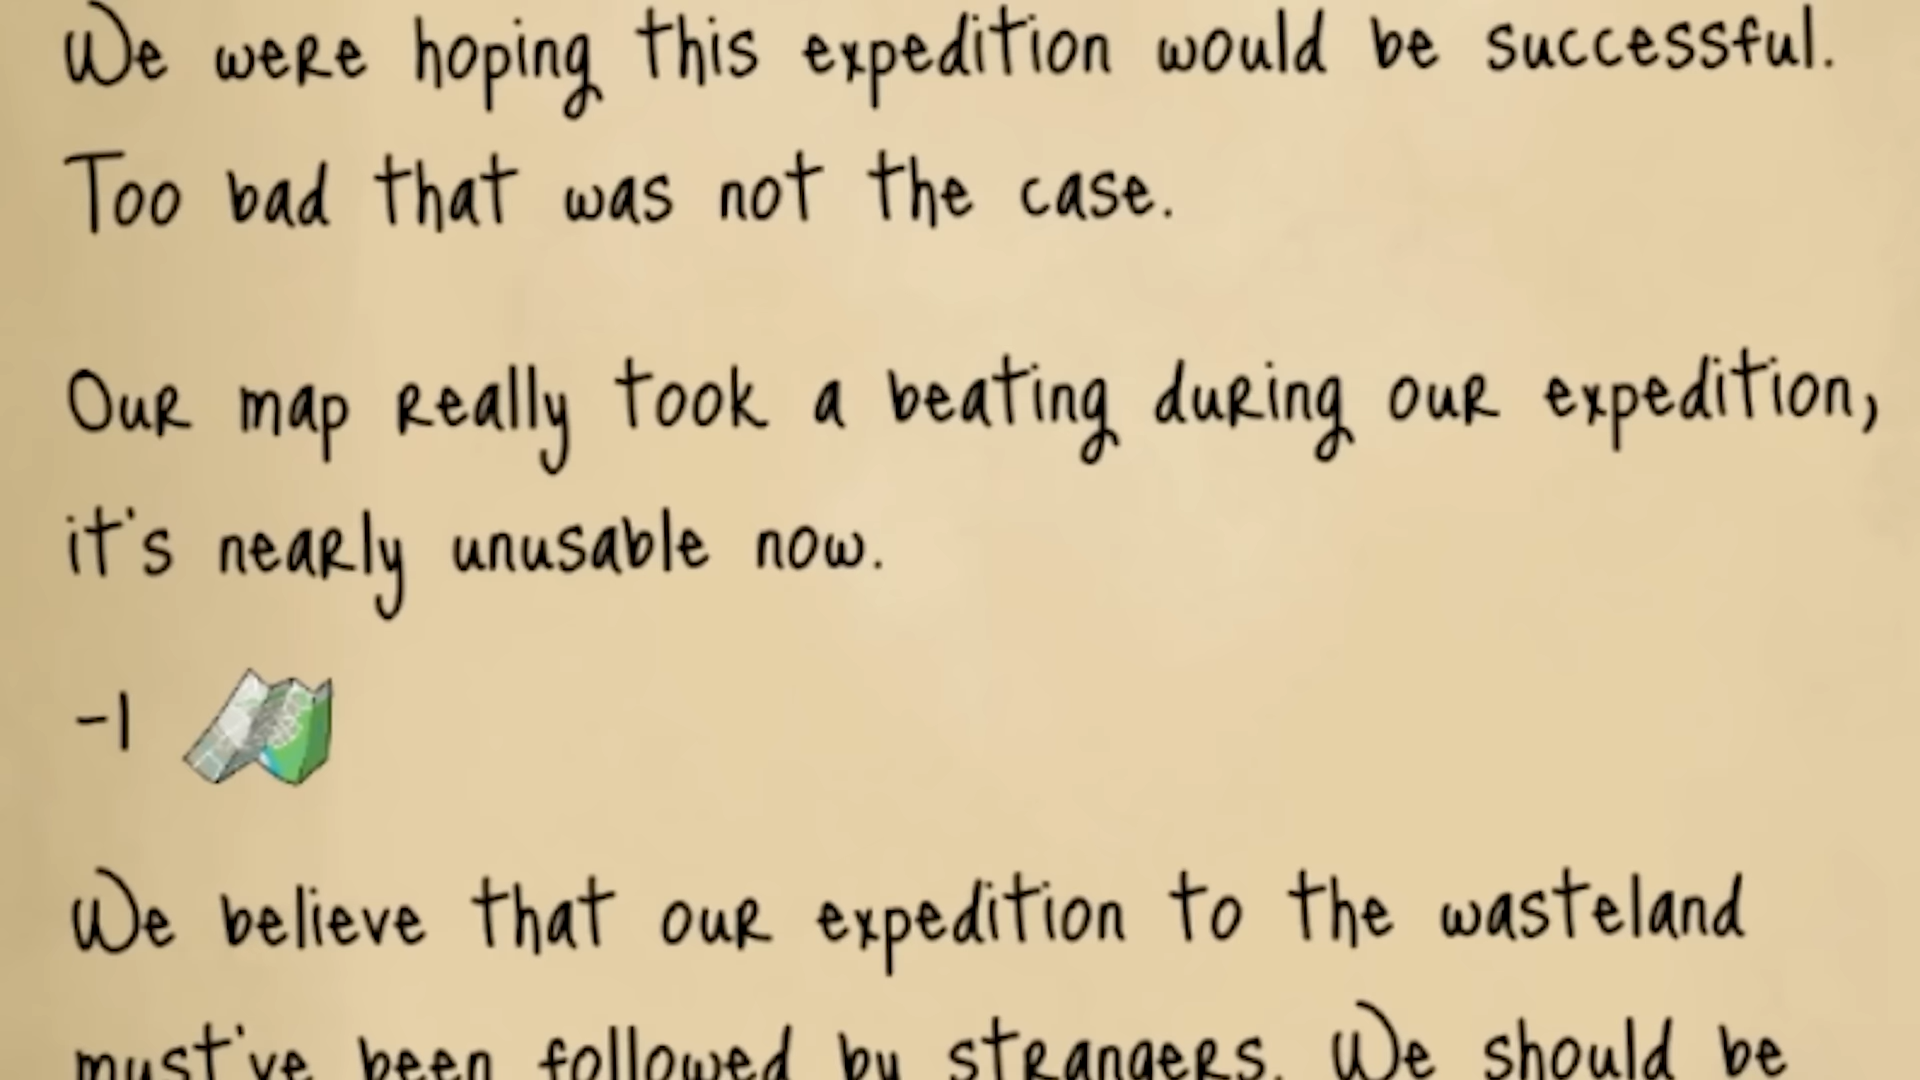 We were hoping this expedition would be successful.
Too bad that was not the case.
Our map really took a beating during our expedition,
it's nearly unusable now.
-1
We believe that our expedition to the wasteland
must've been followed by strangers. We should be